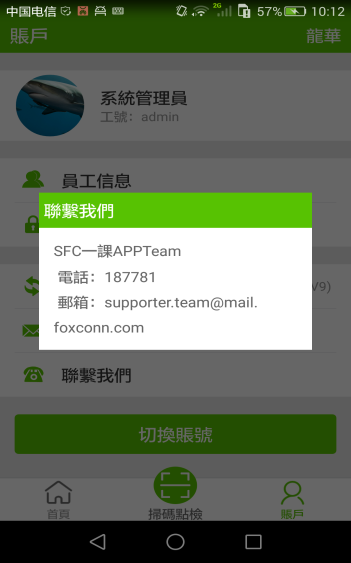 中国电信 2G 57% 10:12
賬戶 龍華
系統管理員
工號：admin
員工信息
聯繫我們
SFC一課APPTeam
電話：187781
郵箱：supporter.team@mail.
foxconn.com
V9)
聯繫我們
切換賬號
首頁 掃碼點檢 賬戶